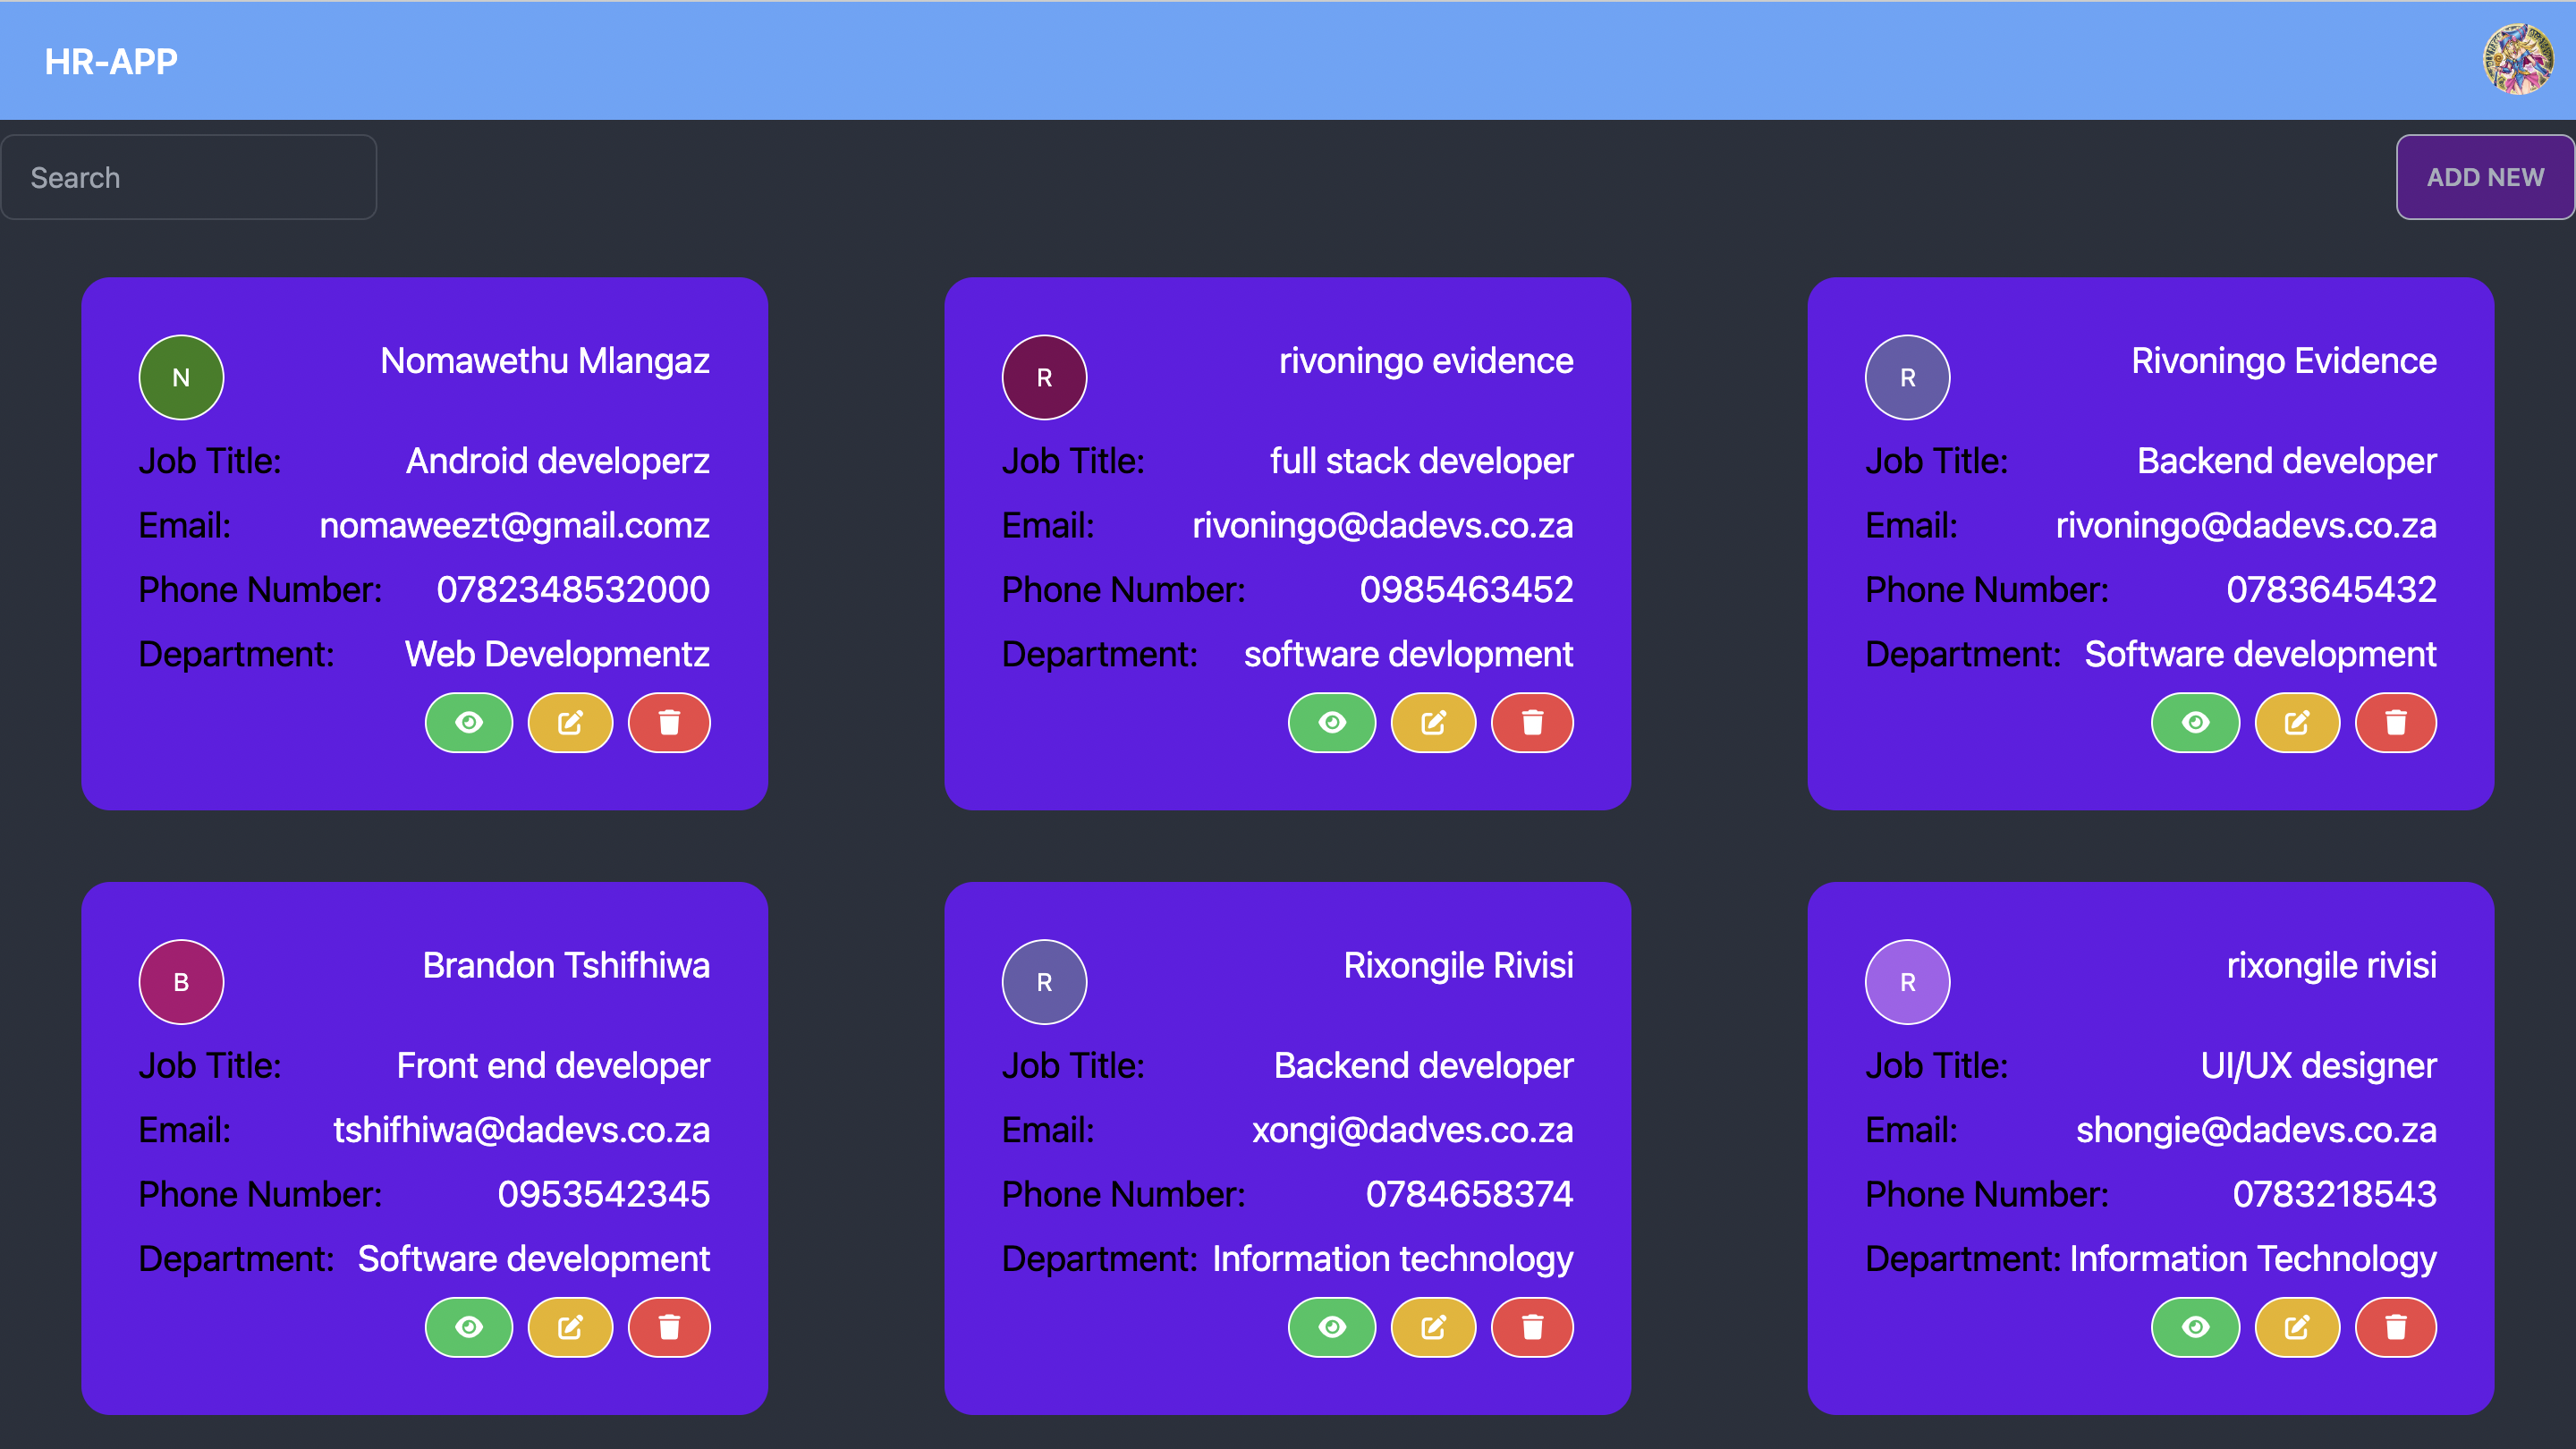 HR-APP
Search
ADD NEW
N
Nomawethu Mlangaz
Job Title: Android developerz
Email: nomaweezt@gmail.comz
Phone Number: 0782348532000
Department: Web Developmentz
R
rivoningo evidence
Job Title: full stack developer
Email: rivoningo@dadevs.co.za
Phone Number: 0985463452
Department: software devlopment
R
Rivoningo Evidence
Job Title: Backend developer
Email: rivoningo@dadevs.co.za
Phone Number: 0783645432
Department: Software development
B
Brandon Tshifhiwa
Job Title: Front end developer
Email: tshifhiwa@dadevs.co.za
Phone Number: 0953542345
Department: Software development
R
Rixongile Rivisi
Job Title: Backend developer
Email: xongi@dadves.co.za
Phone Number: 0784658374
Department: Information technology
R
rixongile rivisi
Job Title: UI/UX designer
Email: shongie@dadevs.co.za
Phone Number: 0783218543
Department: Information Technology